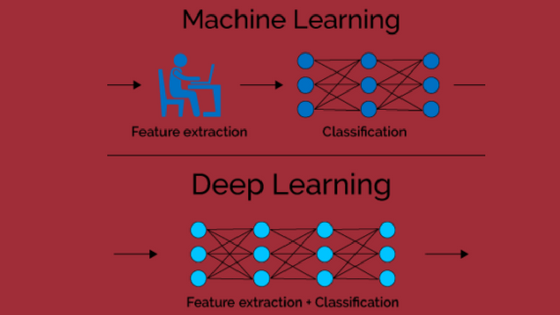 Machine Learning
Feature extraction
Classification
Deep Learning
Feature extraction + Classification